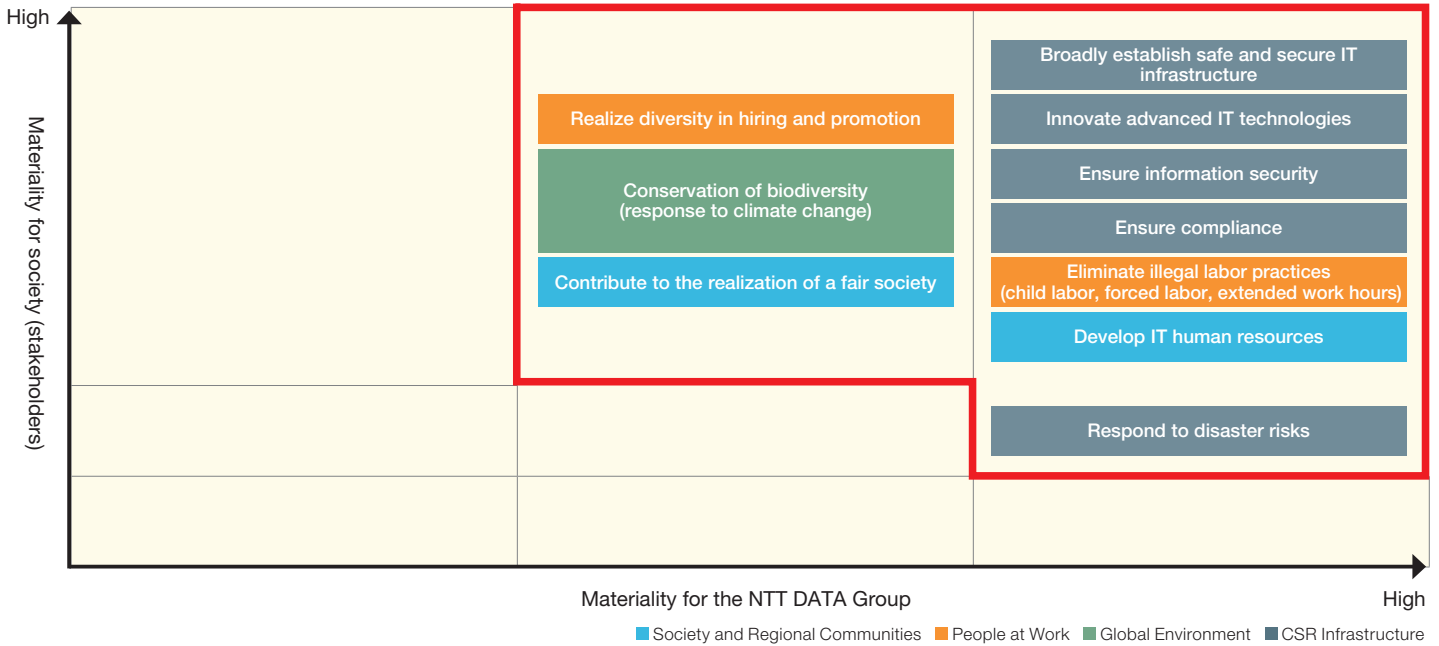 High
Materiality for society (stakeholders)
Broadly establish safe and secure IT
infrastructure
Realize diversity in hiring and promotion
Innovate advanced IT technologies
Conservation of biodiversity
(response to climate change)
Ensure information security
Ensure compliance
Contribute to the realization of a fair society
Eliminate illegal labor practices
(child labor, forced labor, extended work hours)
Develop IT human resources
Respond to disaster risks
Materiality for the NTT DATA Group
High
Society and Regional Communities
People at Work
Global Environment
CSR Infrastructure